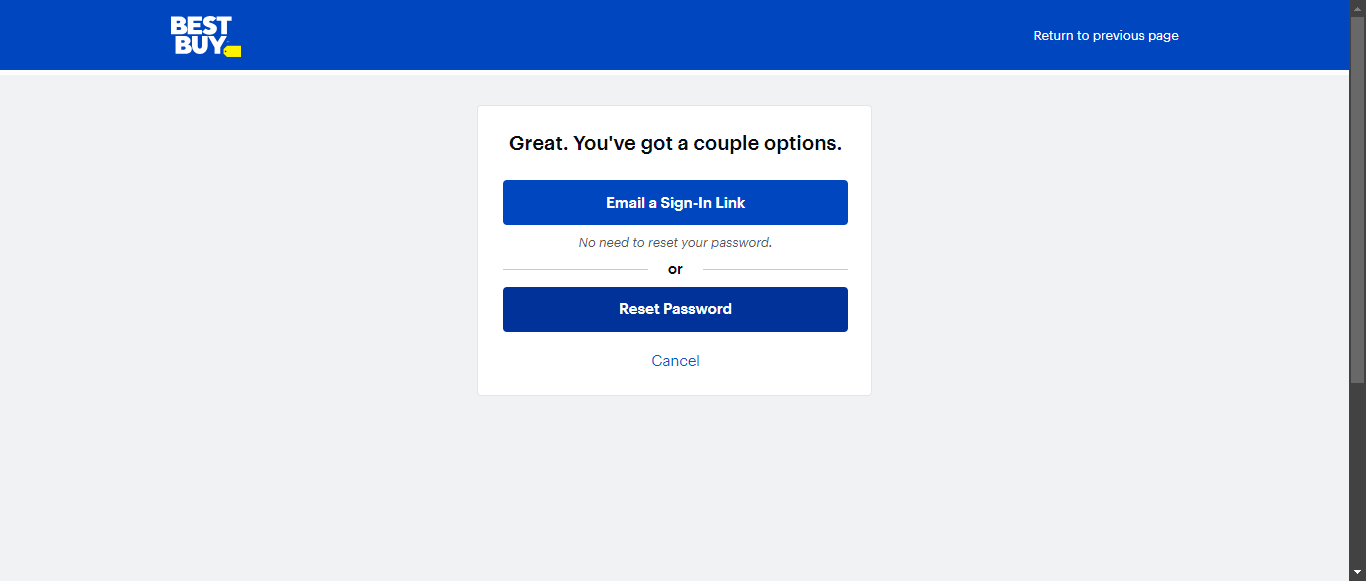 BEST
BUY
Return to previous page
Great. You've got a couple options.
Email a Sign-In Link
No need to reset your password.
or
Reset Password
Cancel